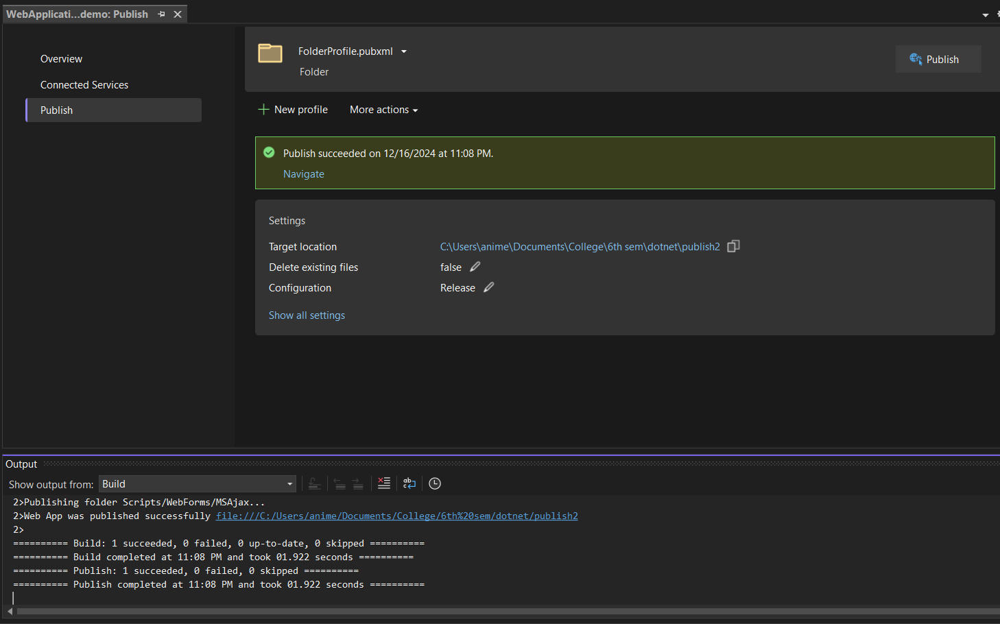 WebApplicati...demo: Publish
Overview
Connected Services
Publish
FolderProfile.pubxml
Folder
Publish
New profile
More actions
Publish succeeded on 12/16/2024 at 11:08 PM.
Navigate
Settings
Target location C:\Users\anime\Documents\College\6th sem\dotnet\publish2
Delete existing files false
Configuration Release
Show all settings
Output
Show output from: Build
2>Publishing folder Scripts/WebForms/MSAjax...
2>Web App was published successfully file:///C:/Users/anime/Documents/College/6th%20sem/dotnet/publish2
2>
========== Build: 1 succeeded, 0 failed, 0 up-to-date, 0 skipped ==========
========== Build completed at 11:08 PM and took 01.922 seconds ==========
========== Publish: 1 succeeded, 0 failed, 0 skipped ==========
========== Publish completed at 11:08 PM and took 01.922 seconds ==========